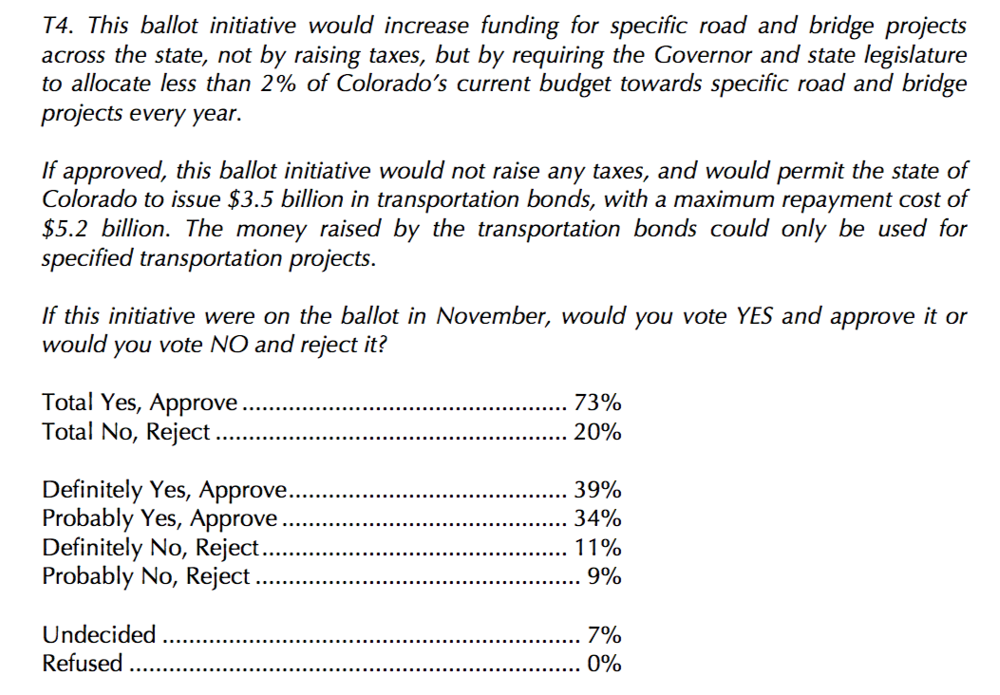 T4. This ballot initiative would increase funding for specific road and bridge projects
across the state, not by raising taxes, but by requiring the Governor and state legislature
to allocate less than 2% of Colorado’s current budget towards specific road and bridge
projects every year.
If approved, this ballot initiative would not raise any taxes, and would permit the state of
Colorado to issue $3.5 billion in transportation bonds, with a maximum repayment cost of
$5.2 billion. The money raised by the transportation bonds could only be used for
specified transportation projects.
If this initiative were on the ballot in November, would you vote YES and approve it or
would you vote NO and reject it?
Total Yes, Approve ................................................. 73%
Total No, Reject ..................................................... 20%
Definitely Yes, Approve.......................................... 39%
Probably Yes, Approve ........................................... 34%
Definitely No, Reject.............................................. 11%
Probably No, Reject ................................................. 9%
Undecided ............................................................... 7%
Refused .................................................................... 0%